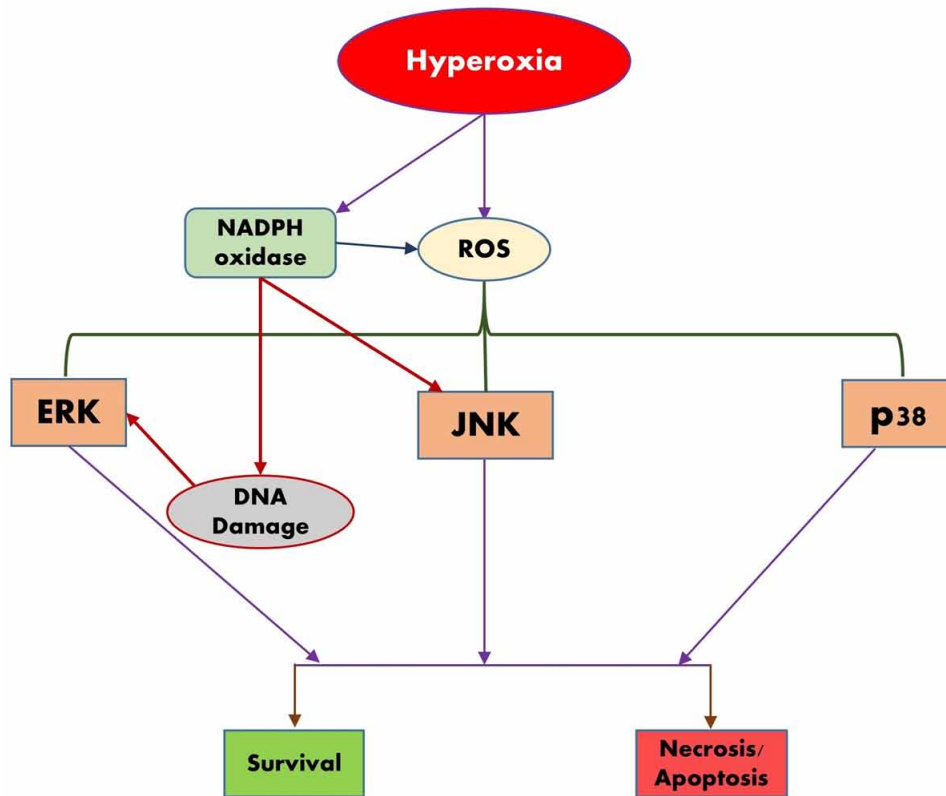 Hyperoxia
NADPH
oxidase
ROS
ERK
JNK
p38
DNA
Damage
Survival
Necrosis/
Apoptosis